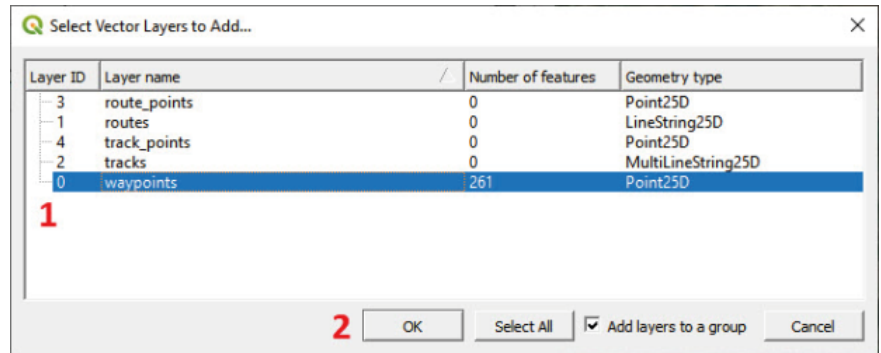 Select Vector Layers to Add...
Layer ID Layer name Number of features Geometry type
3 route_points 0 Point25D
1 routes 0 LineString25D
4 track_points 0 Point25D
2 tracks 0 MultiLineString25D
0 waypoints 261 Point25D
1
2 OK Select All Add layers to a group Cancel